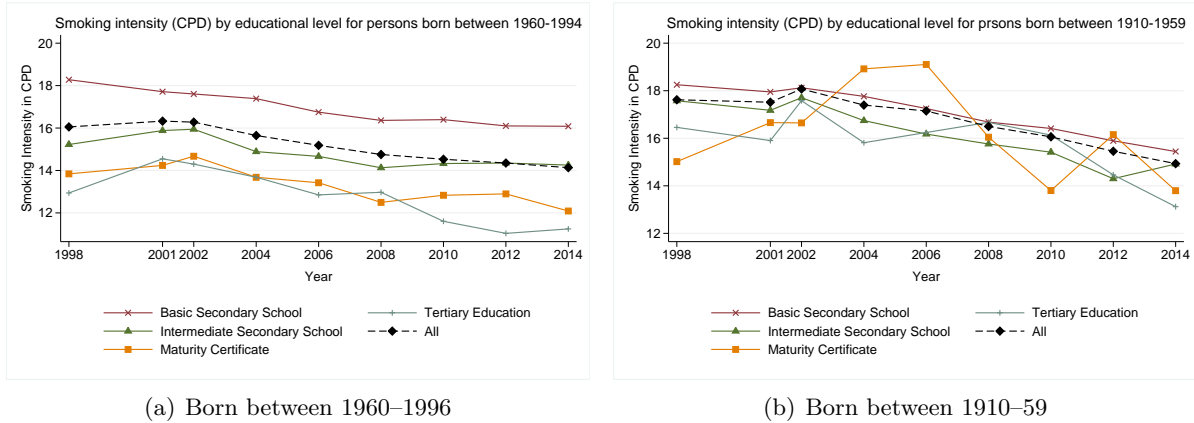 Smoking intensity (CPD) by educational level for persons born between 1960-1994
20
18
16
14
12
Smoking Intensity in CPD
1998 2001 2002 2004 2006 2008 2010 2012 2014
Year
Basic Secondary School Tertiary Education
Intermediate Secondary School All
Maturity Certificate
(a) Born between 1960–1996
Smoking intensity (CPD) by educational level for prsons born between 1910-1959
20
18
16
14
12
Smoking Intensity in CPD
1998 2001 2002 2004 2006 2008 2010 2012 2014
Year
Basic Secondary School Tertiary Education
Intermediate Secondary School All
Maturity Certificate
(b) Born between 1910–59